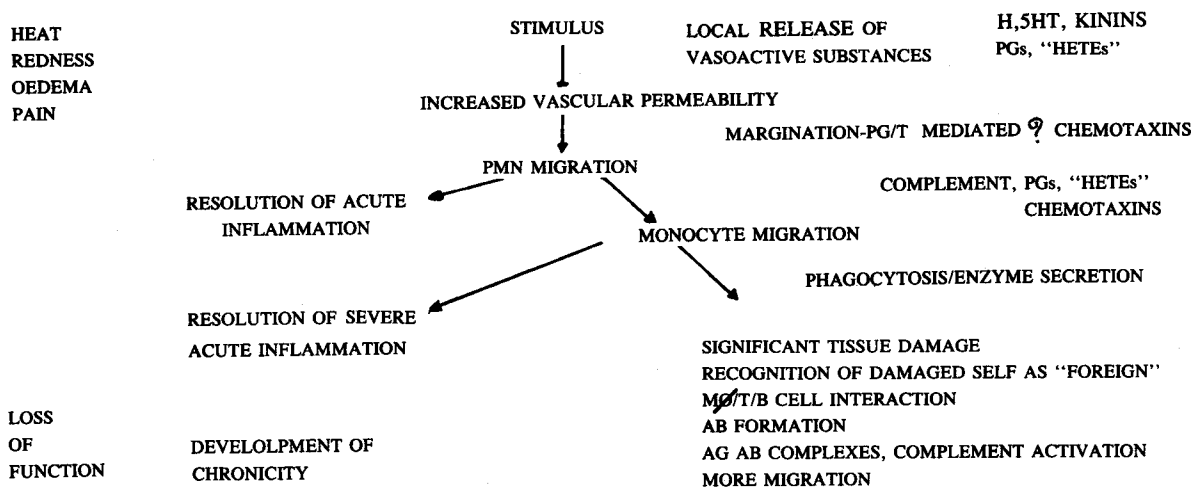 HEAT
REDNESS
OEDEMA
PAIN
STIMULUS
LOCAL RELEASE OF
VASOACTIVE SUBSTANCES
H,5HT, KININS
PGs, "HETEs"
INCREASED VASCULAR PERMEABILITY
MARGINATION-PG/T MEDIATED ? CHEMOTAXINS
PMN MIGRATION
COMPLEMENT, PGs, "HETEs"
CHEMOTAXINS
RESOLUTION OF ACUTE
INFLAMMATION
MONOCYTE MIGRATION
PHAGOCYTOSIS/ENZYME SECRETION
RESOLUTION OF SEVERE
ACUTE INFLAMMATION
SIGNIFICANT TISSUE DAMAGE
RECOGNITION OF DAMAGED SELF AS "FOREIGN"
MØ/T/B CELL INTERACTION
AB FORMATION
AG AB COMPLEXES, COMPLEMENT ACTIVATION
MORE MIGRATION
LOSS
OF
FUNCTION
DEVELOLPMENT OF
CHRONICITY